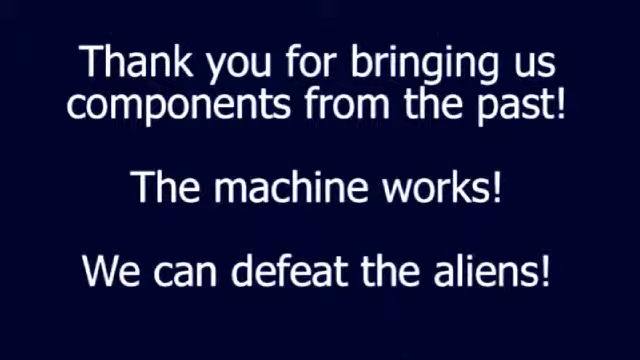 Thank you for bringing us
components from the past!
The machine works!
We can defeat the aliens!